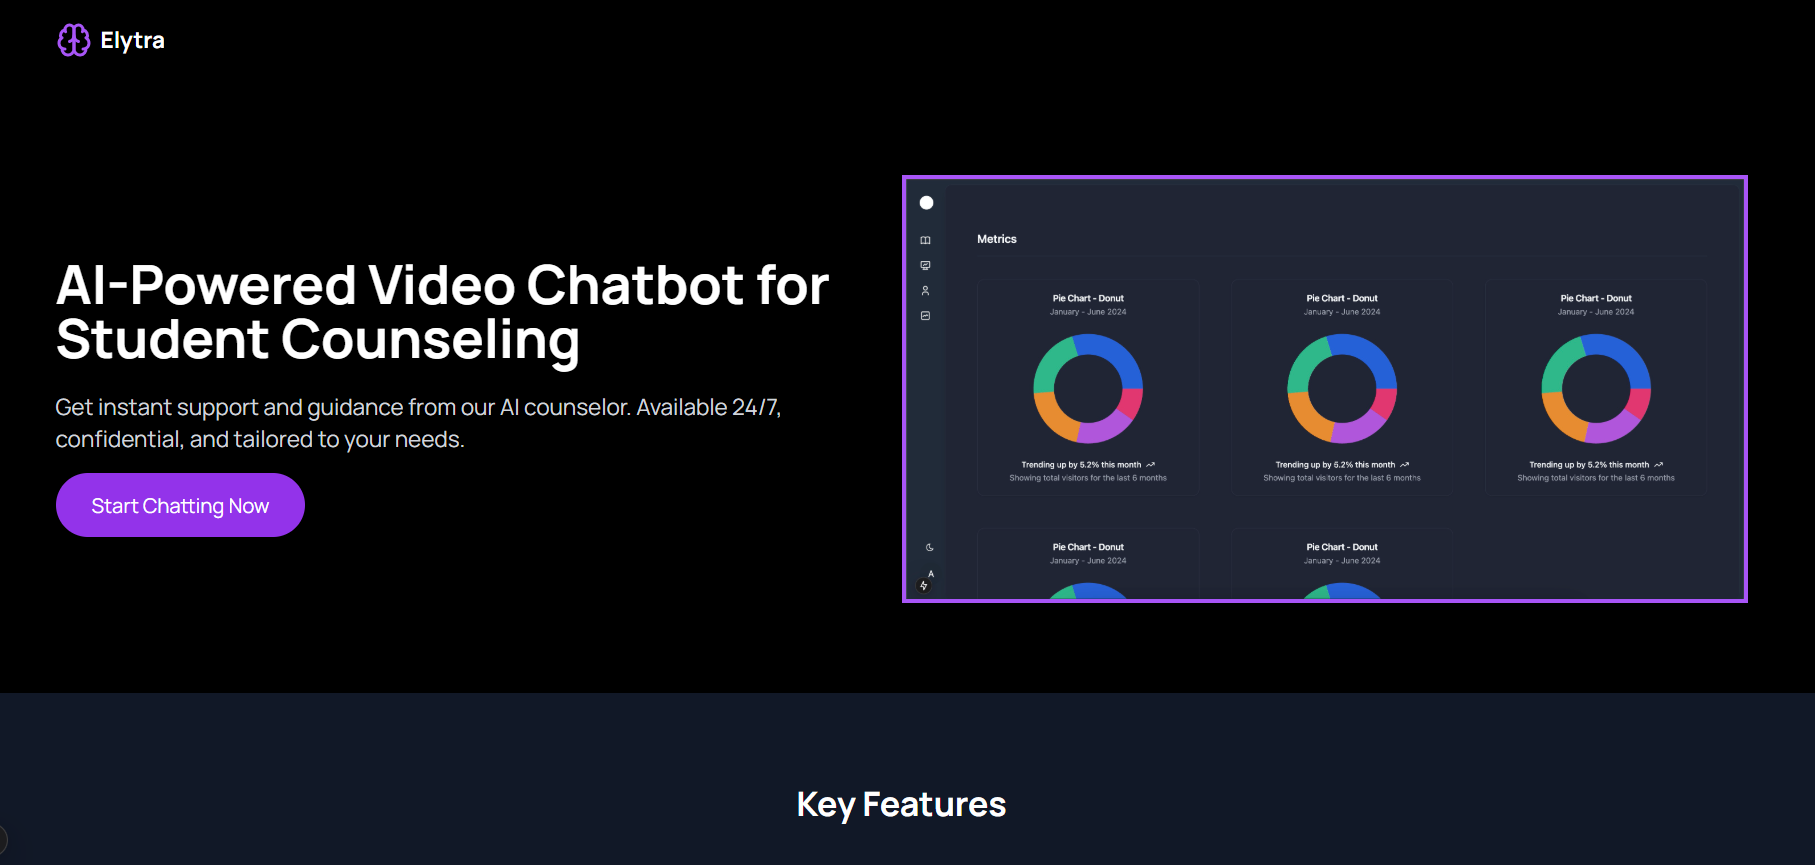 Elytra
AI-Powered Video Chatbot for
Student Counseling
Get instant support and guidance from our AI counselor. Available 24/7,
confidential, and tailored to your needs.
Start Chatting Now
Metrics
Pie Chart - Donut
January - June 2024
Trending up by 5.2% this month
Showing total visitors for the last 6 months
Pie Chart - Donut
January - June 2024
Trending up by 5.2% this month
Showing total visitors for the last 6 months
Pie Chart - Donut
January - June 2024
Trending up by 5.2% this month
Showing total visitors for the last 6 months
Pie Chart - Donut
January - June 2024
Pie Chart - Donut
January - June 2024
A
Key Features